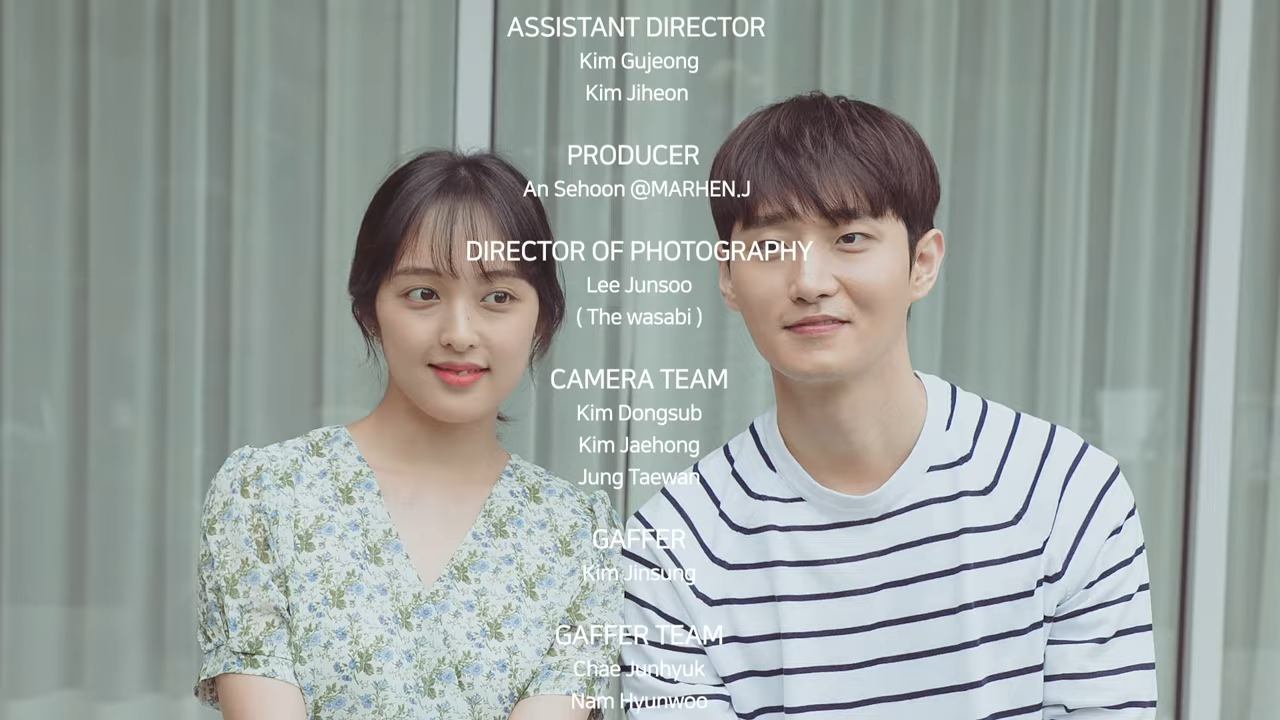 ASSISTANT DIRECTOR
Kim Gujeong
Kim Jiheon
PRODUCER
An Sehoon @MARHEN.J
DIRECTOR OF PHOTOGRAPHY
Lee Junsoo
( The wasabi )
CAMERA TEAM
Kim Dongsub
Kim Jaehong
Jung Taewan
GAFFER
Kim Jinsung
GAFFER TEAM
Chae Junhyuk
Nam Hyunwoo